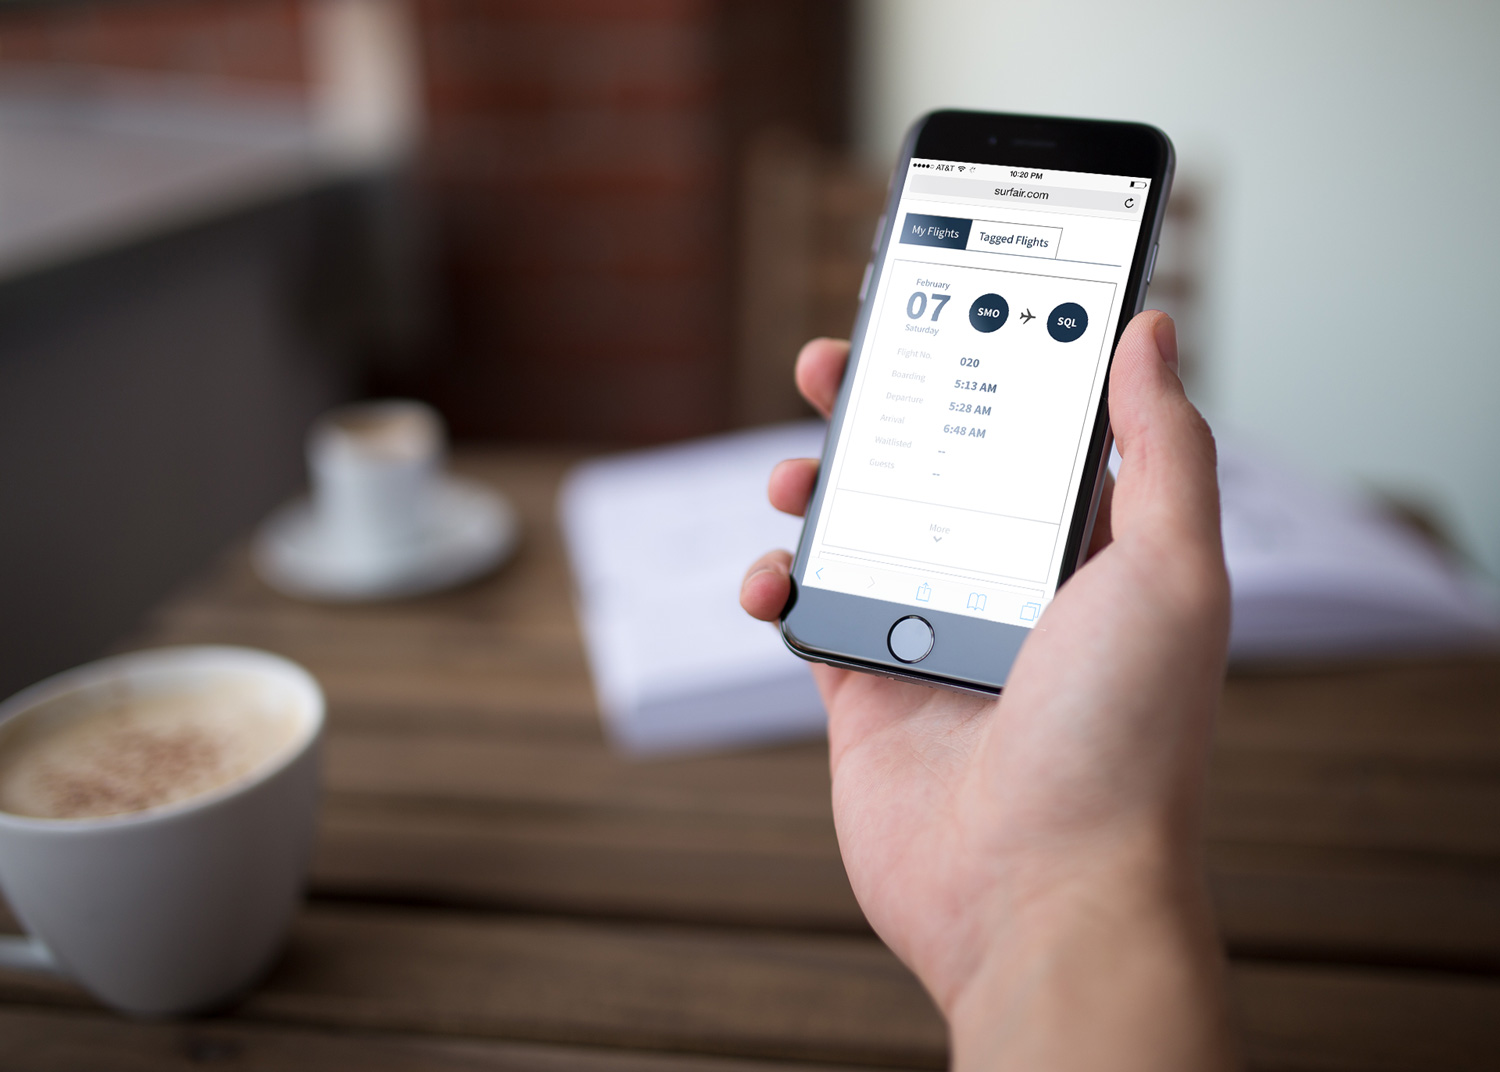 AT&T 10:20 PM
surfair.com
My Flights Tagged Flights
February
07
Saturday
SMO SQL
Flight No. 020
Boarding 5:13 AM
Departure 5:28 AM
Arrival 6:48 AM
Waitlisted --
Guests --
More